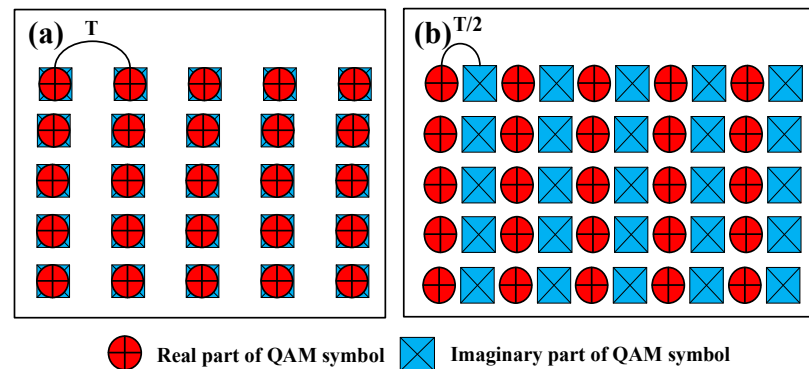 (a)
T
(b)
T/2
Real part of QAM symbol
Imaginary part of QAM symbol